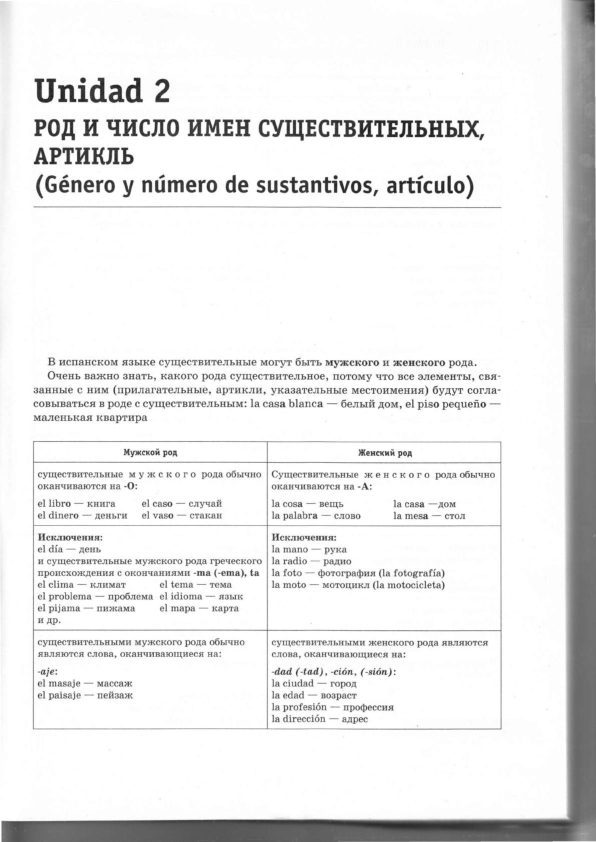 Unidad 2
РОД И ЧИСЛО ИМЕН СУЩЕСТВИТЕЛЬНЫХ,
АРТИКЛЬ
(Género y número de sustantivos, artículo)
В испанском языке существительные могут быть мужского и женского рода.
Очень важно знать, какого рода существительное, потому что все элементы, свя-
занные с ним (прилагательные, артикли, указательные местоимения) будут согла-
совываться в роде с существительным: la casa blanca — белый дом, el piso pequeño —
маленькая квартира
Мужской род
Женский род
существительные мужского рода обычно
оканчиваются на -О:
el libro — книга el caso — случай
el dinero — деньги el vaso — стакан
Существительные женского рода обычно
оканчиваются на -А:
la cosa — вещь la casa —дом
la palabra — слово la mesa — стол
Исключения:
el día — день
и существительные мужского рода греческого
происхождения с окончаниями -ma (-ema), ta
el clima — климат el tema — тема
el problema — проблема el idioma — язык
el pijama — пижама el mapa — карта
и др.
Исключения:
la mano — рука
la radio — радио
la foto — фотография (la fotografía)
la moto — мотоцикл (la motocicleta)
существительными мужского рода обычно
являются слова, оканчивающиеся на:
-aje:
el masaje — массаж
el paisaje — пейзаж
существительными женского рода являются
слова, оканчивающиеся на:
-dad (-tad), -ción, (-sión):
la ciudad — город
la edad — возраст
la profesión — профессия
la dirección — адрес